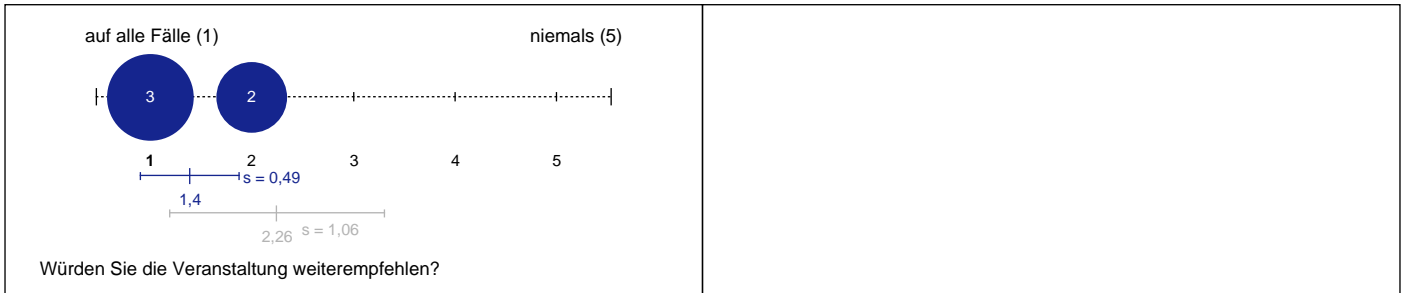 auf alle Fälle (1) niemals (5)
3 2
1 2 3 4 5
s = 0,49
1,4
s = 1,06
2,26
Würden Sie die Veranstaltung weiterempfehlen?